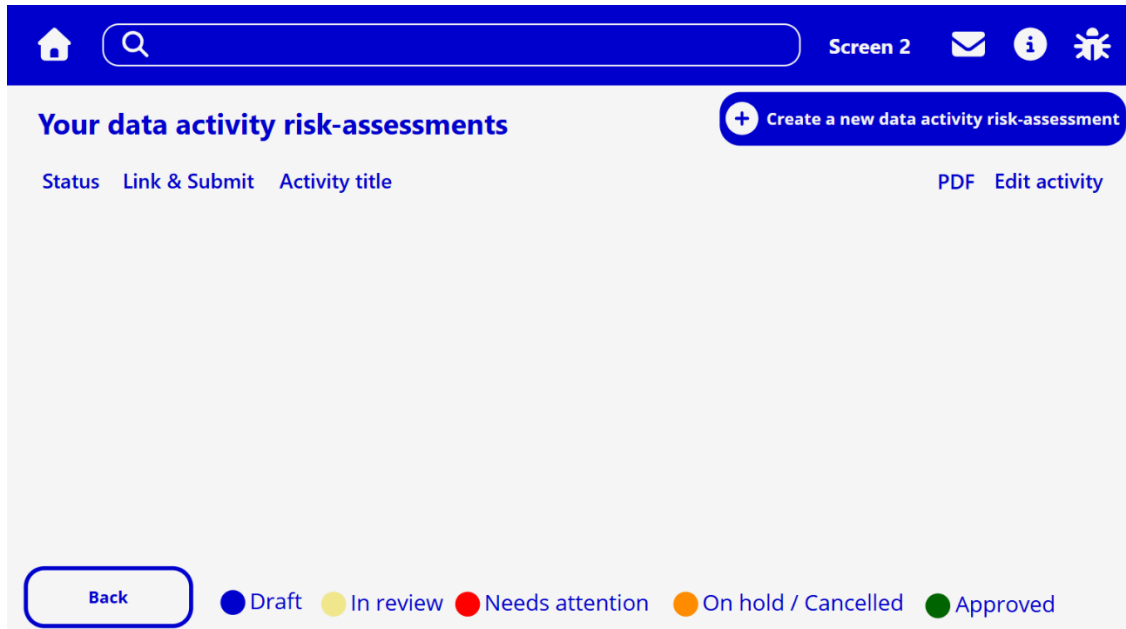 Screen 2
Your data activity risk-assessments
Create a new data activity risk-assessment
Status Link & Submit Activity title PDF Edit activity
Back Draft In review Needs attention On hold / Cancelled Approved